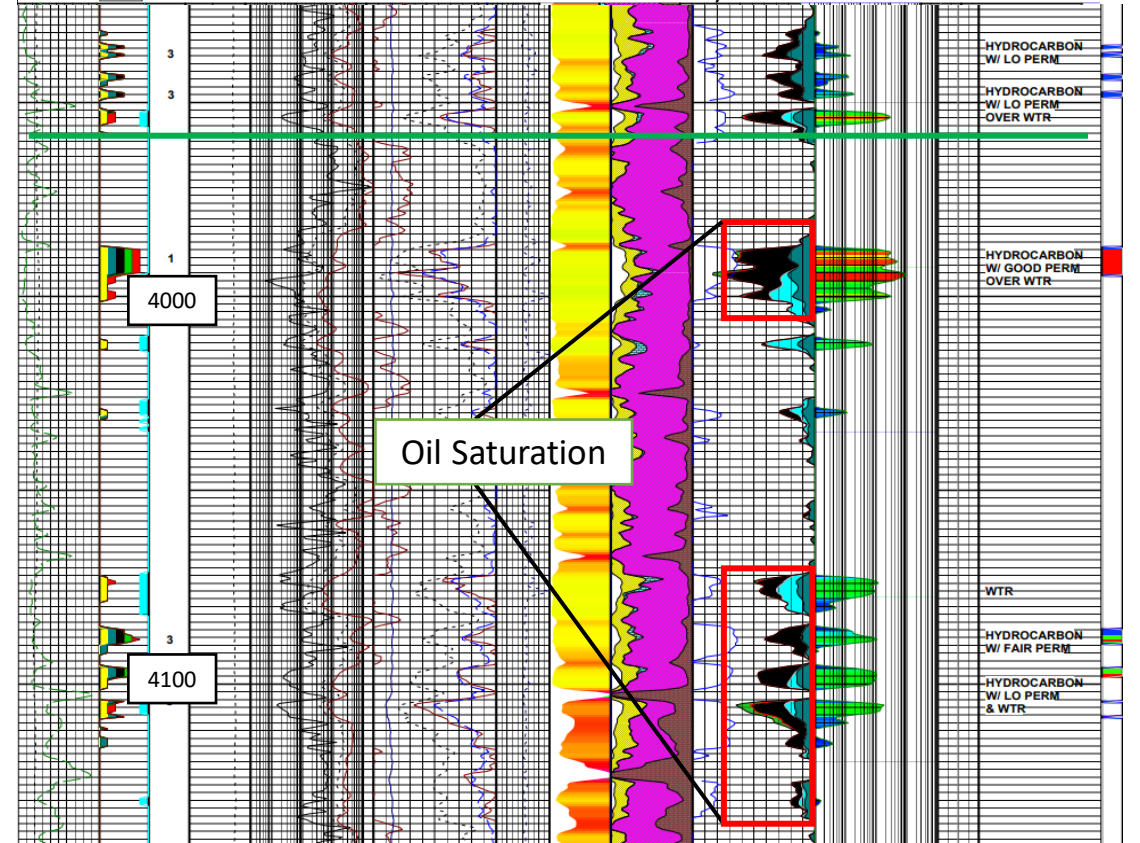 3
HYDROCARBON
W/ LO PERM
3
HYDROCARBON
W/ LO PERM
OVER WTR
1
HYDROCARBON
W/ GOOD PERM
OVER WTR
4000
Oil Saturation
WTR
3
HYDROCARBON
W/ FAIR PERM
4100
HYDROCARBON
W/ LO PERM
& WTR